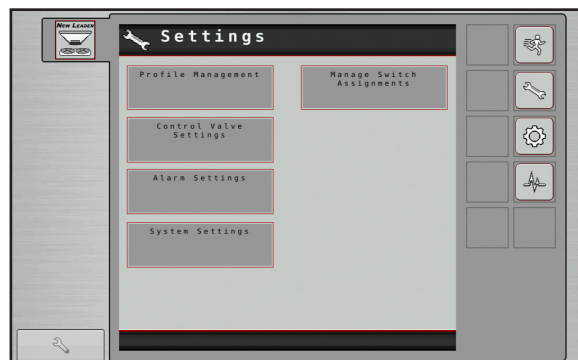 NEW LEADER
Settings
Profile Management
Manage Switch
Assignments
Control Valve
Settings
Alarm Settings
System Settings